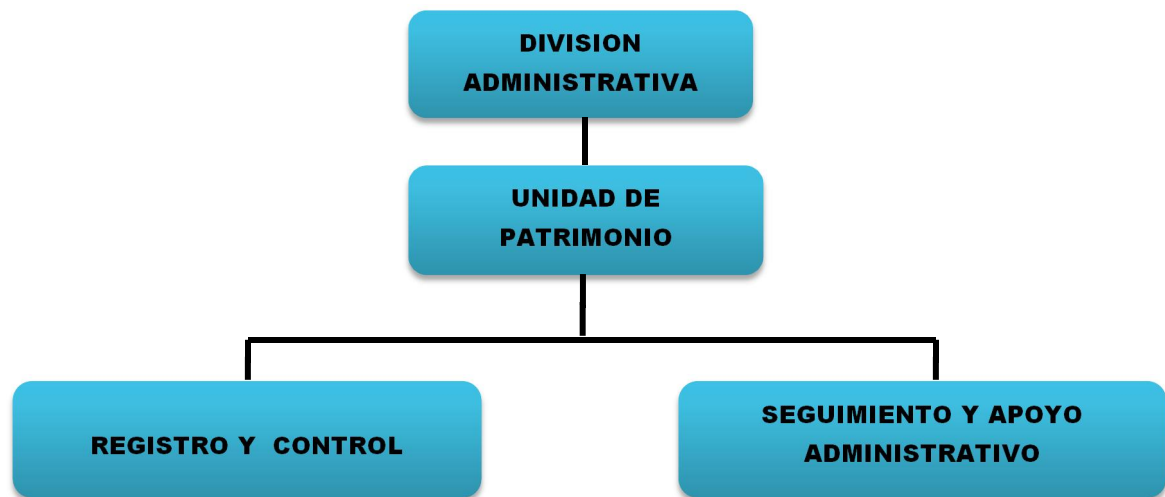 DIVISION
ADMINISTRATIVA
UNIDAD DE
PATRIMONIO
REGISTRO Y CONTROL
SEGUIMIENTO Y APOYO
ADMINISTRATIVO